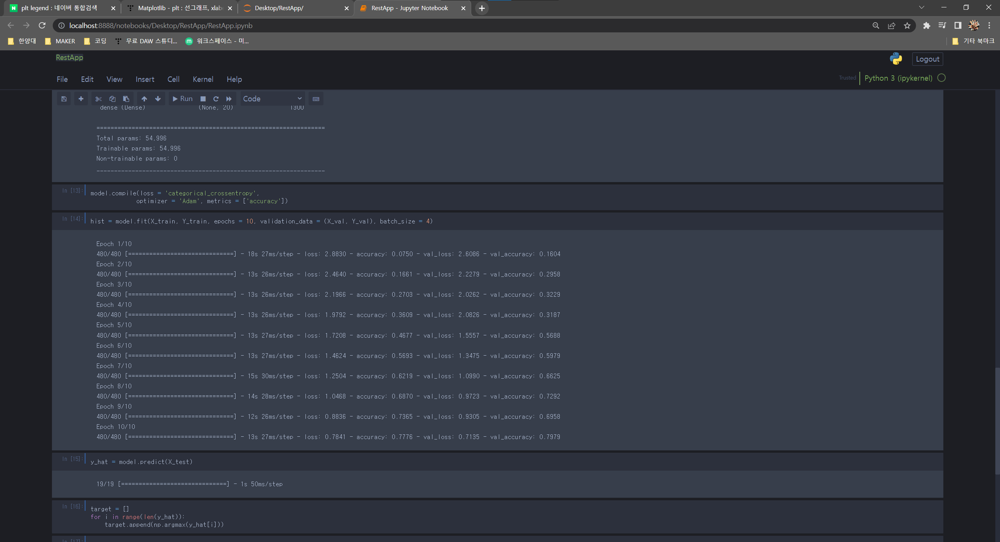 plt legend : 네이버 통합검색
Matplotlib - plt : 선그래프, xlab
Desktop/RestApp/
RestApp - Jupyter Notebook
localhost:8888/notebooks/Desktop/RestApp/RestApp.ipynb
한양대 MAKER 코딩 무료 DAW 스튜디... 워크스페이스 - 미... 기타 북마크
RestApp
Logout
File Edit View Insert Cell Kernel Help
Trusted Python 3 (ipykernel)
Run Code
dense (Dense) (None, 20) 1300
=================================================================
Total params: 54,996
Trainable params: 54,996
Non-trainable params: 0
_________________________________________________________________
In [13]: model.compile(loss = 'categorical_crossentropy',
optimizer = 'Adam', metrics = ['accuracy'])
In [14]: hist = model.fit(X_train, Y_train, epochs = 10, validation_data = (X_val, Y_val), batch_size = 4)
Epoch 1/10
480/480 [==============================] - 18s 27ms/step - loss: 2.8830 - accuracy: 0.0750 - val_loss: 2.6086 - val_accuracy: 0.1604
Epoch 2/10
480/480 [==============================] - 13s 26ms/step - loss: 2.4640 - accuracy: 0.1661 - val_loss: 2.2279 - val_accuracy: 0.2958
Epoch 3/10
480/480 [==============================] - 13s 26ms/step - loss: 2.1966 - accuracy: 0.2703 - val_loss: 2.0262 - val_accuracy: 0.3229
Epoch 4/10
480/480 [==============================] - 13s 26ms/step - loss: 1.9792 - accuracy: 0.3609 - val_loss: 2.0826 - val_accuracy: 0.3187
Epoch 5/10
480/480 [==============================] - 13s 27ms/step - loss: 1.7208 - accuracy: 0.4677 - val_loss: 1.5557 - val_accuracy: 0.5688
Epoch 6/10
480/480 [==============================] - 13s 27ms/step - loss: 1.4624 - accuracy: 0.5693 - val_loss: 1.3475 - val_accuracy: 0.5979
Epoch 7/10
480/480 [==============================] - 15s 30ms/step - loss: 1.2504 - accuracy: 0.6219 - val_loss: 1.0990 - val_accuracy: 0.6625
Epoch 8/10
480/480 [==============================] - 14s 28ms/step - loss: 1.0468 - accuracy: 0.6870 - val_loss: 0.9723 - val_accuracy: 0.7292
Epoch 9/10
480/480 [==============================] - 12s 26ms/step - loss: 0.8836 - accuracy: 0.7365 - val_loss: 0.9305 - val_accuracy: 0.6958
Epoch 10/10
480/480 [==============================] - 13s 27ms/step - loss: 0.7841 - accuracy: 0.7776 - val_loss: 0.7135 - val_accuracy: 0.7979
In [15]: y_hat = model.predict(X_test)
19/19 [==============================] - 1s 50ms/step
In [16]: target = []
for i in range(len(y_hat)):
target.append(np.argmax(y_hat[i]))
In [17]: